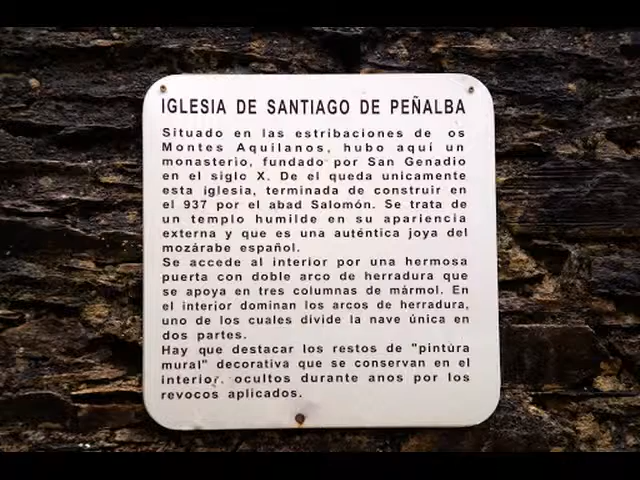 IGLESIA DE SANTIAGO DE PEÑALBA
Situado en las estribaciones de os
Montes Aquilanos, hubo aquí un
monasterio, fundado por San Genadio
en el siglo X. De el queda unicamente
esta iglesia, terminada de construir en
el 937 por el abad Salomón. Se trata de
un templo humilde en su apariencia
externa y que es una auténtica joya del
mozárabe español.
Se accede al interior por una hermosa
puerta con doble arco de herradura que
se apoya en tres columnas de mármol. En
el interior dominan los arcos de herradura,
uno de los cuales divide la nave única en
dos partes.
Hay que destacar los restos de "pintura
mural" decorativa que se conservan en el
interior. ocultos durante anos por los
revocos aplicados.